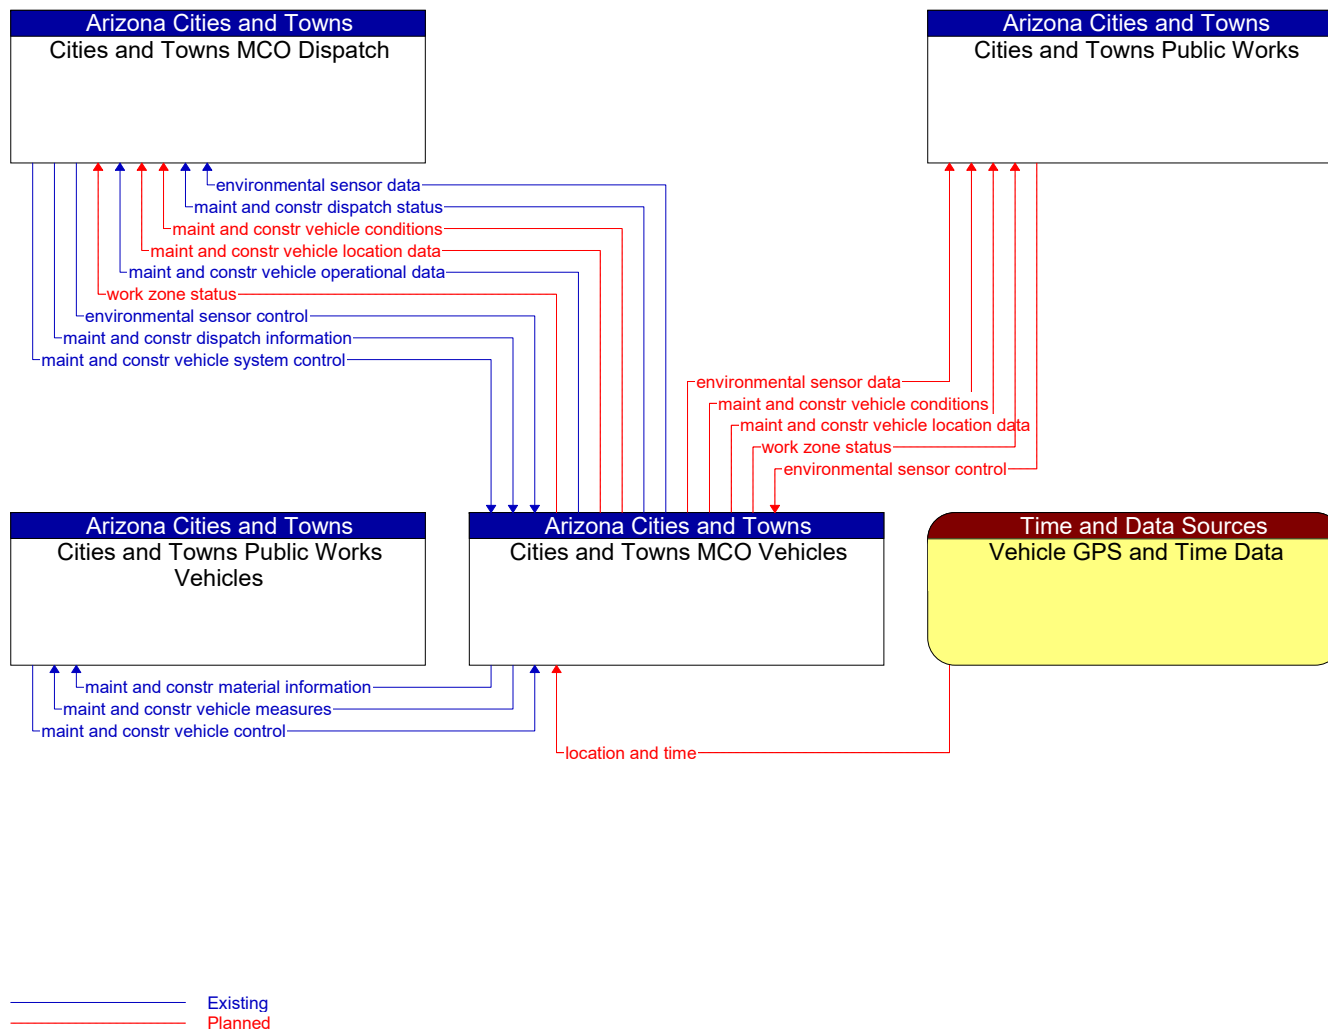 Arizona Cities and Towns
Cities and Towns MCO Dispatch
Arizona Cities and Towns
Cities and Towns Public Works
environmental sensor data
maint and constr dispatch status
maint and constr vehicle conditions
maint and constr vehicle location data
maint and constr vehicle operational data
work zone status
environmental sensor control
maint and constr dispatch information
maint and constr vehicle system control
environmental sensor data
maint and constr vehicle conditions
maint and constr vehicle location data
work zone status
environmental sensor control
Arizona Cities and Towns
Cities and Towns Public Works
Vehicles
Arizona Cities and Towns
Cities and Towns MCO Vehicles
Time and Data Sources
Vehicle GPS and Time Data
maint and constr material information
maint and constr vehicle measures
maint and constr vehicle control
location and time
Existing
Planned